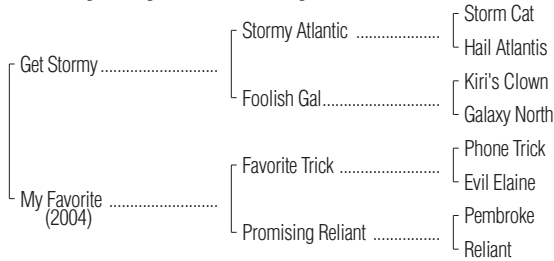 Storm Cat
Stormy Atlantic ....................
Hail Atlantis
Get Stormy ............................
Kiri's Clown
Foolish Gal ............................
Galaxy North
Phone Trick
Favorite Trick ........................
Evil Elaine
My Favorite ..........................
(2004)
Pembroke
Promising Reliant ................
Reliant